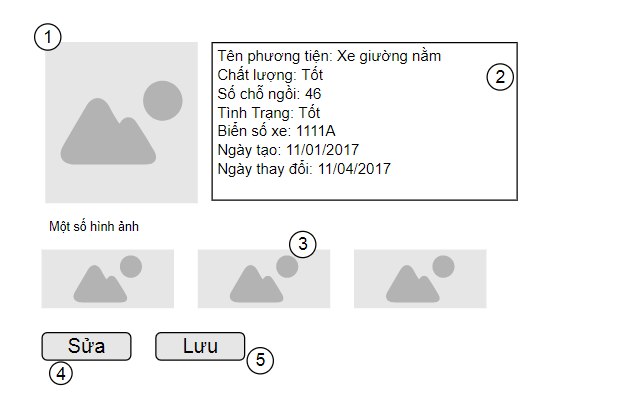 1
Tên phương tiện: Xe giường nằm
Chất lượng: Tốt
2
Số chỗ ngồi: 46
Tình Trạng: Tốt
Biển số xe: 1111A
Ngày tạo: 11/01/2017
Ngày thay đổi: 11/04/2017
Một số hình ảnh
3
Sửa
Lưu
4
5